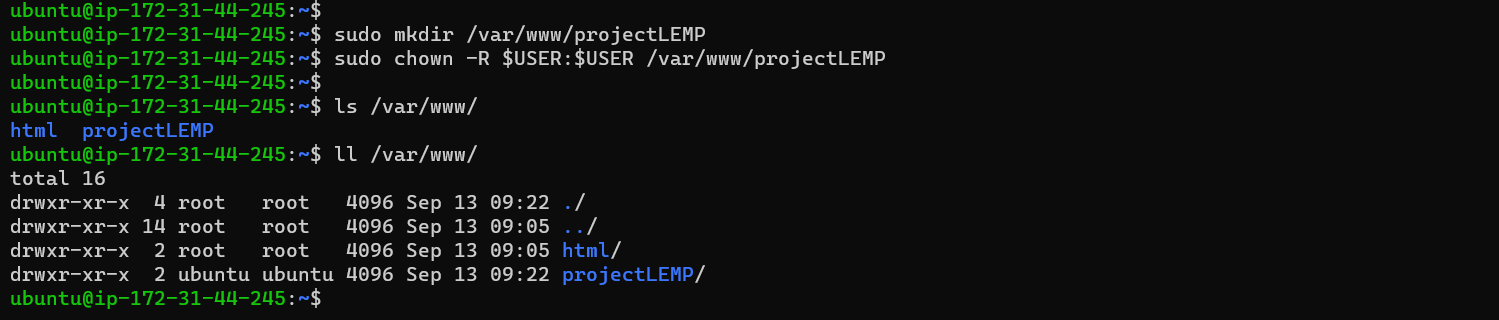 ubuntu@ip-172-31-44-245:~$
ubuntu@ip-172-31-44-245:~$ sudo mkdir /var/www/projectLEMP
ubuntu@ip-172-31-44-245:~$ sudo chown -R $USER:$USER /var/www/projectLEMP
ubuntu@ip-172-31-44-245:~$
ubuntu@ip-172-31-44-245:~$ ls /var/www/
html  projectLEMP
ubuntu@ip-172-31-44-245:~$ ll /var/www/
total 16
drwxr-xr-x  4 root   root   4096 Sep 13 09:22 ./
drwxr-xr-x 14 root   root   4096 Sep 13 09:05 ../
drwxr-xr-x  2 root   root   4096 Sep 13 09:05 html/
drwxr-xr-x  2 ubuntu ubuntu 4096 Sep 13 09:22 projectLEMP/
ubuntu@ip-172-31-44-245:~$